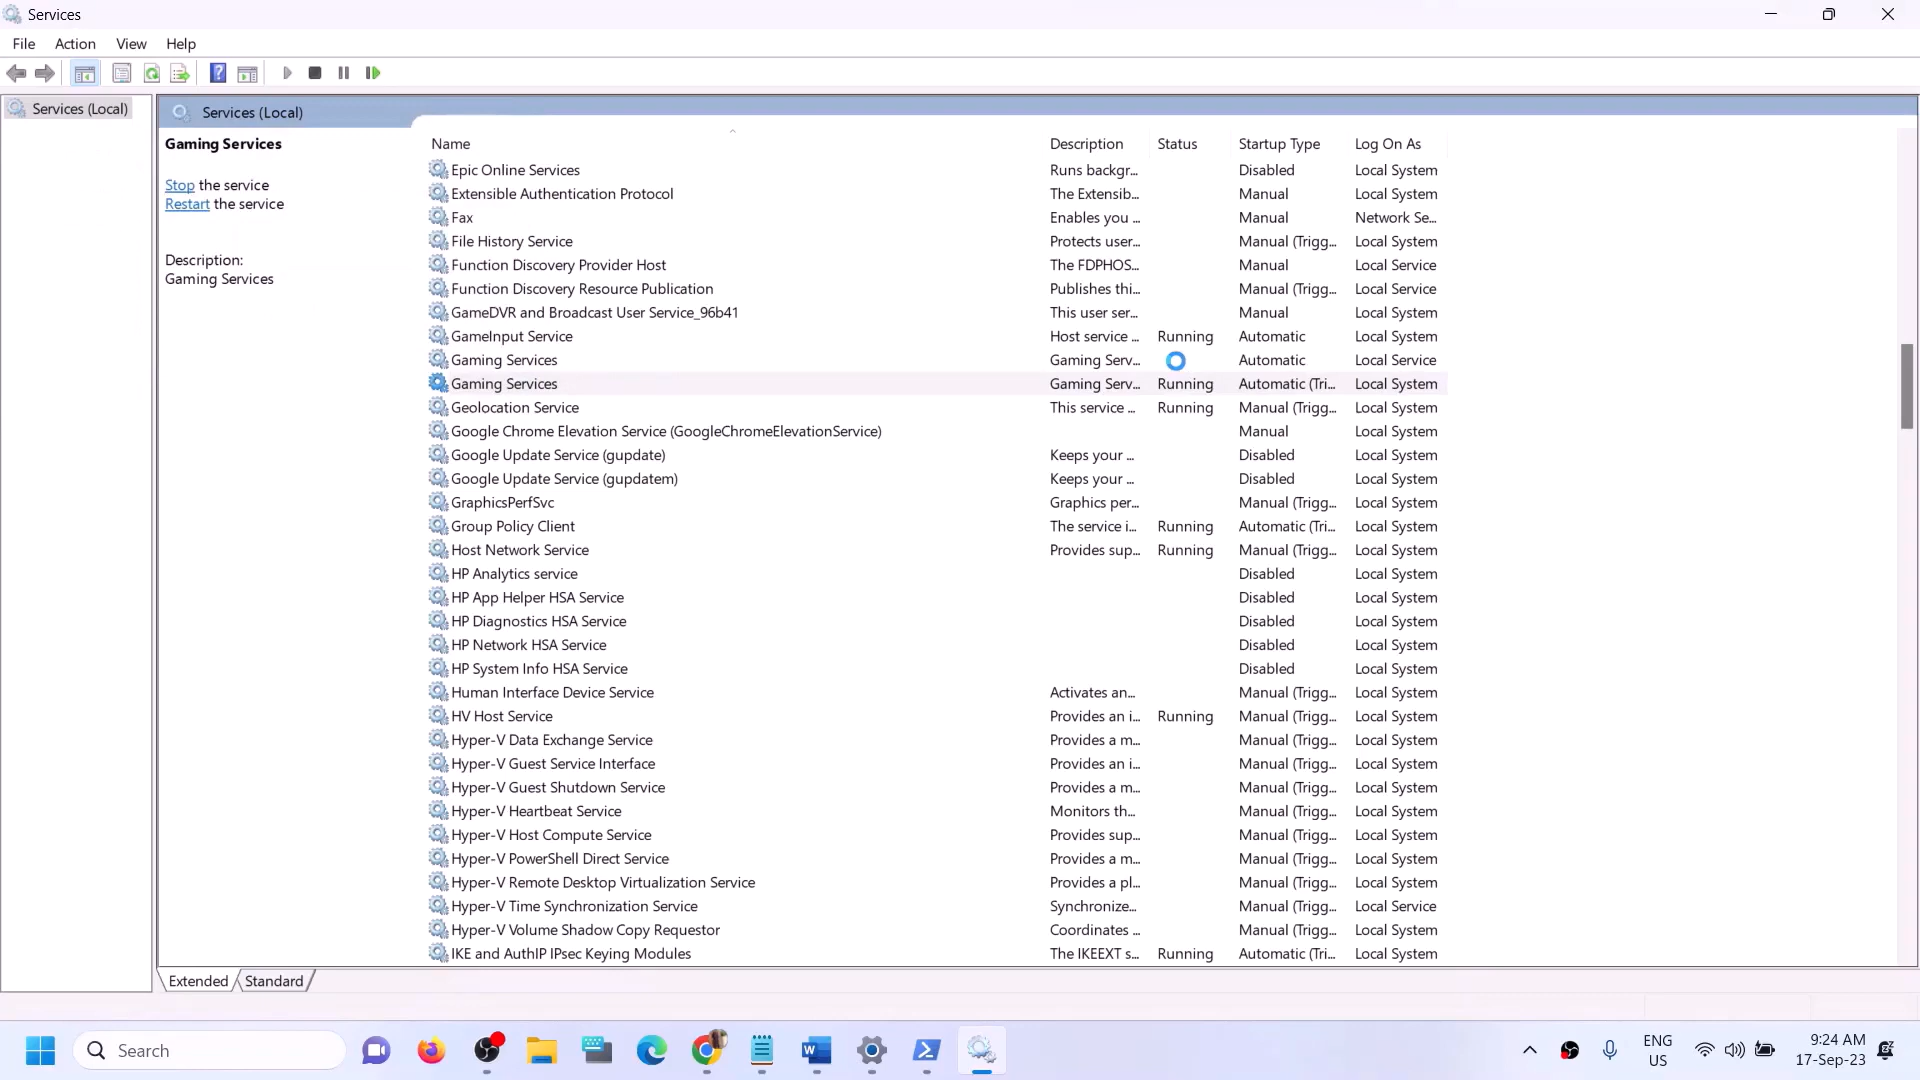 Services
File Action View Help
Services (Local)
Services (Local)
Gaming Services
Stop the service
Restart the service
Description:
Gaming Services
Name Description Status Startup Type Log On As
Epic Online Services Runs backgr... Disabled Local System
Extensible Authentication Protocol The Extensib... Manual Local System
Fax Enables you ... Manual Network Se...
File History Service Protects user... Manual (Trigg... Local System
Function Discovery Provider Host The FDPHOS... Manual Local Service
Function Discovery Resource Publication Publishes thi... Manual (Trigg... Local Service
GameDVR and Broadcast User Service_96b41 This user ser... Manual Local System
GameInput Service Host service ... Running Automatic Local System
Gaming Services Gaming Serv... Automatic Local Service
Gaming Services Gaming Serv... Running Automatic (Tri... Local System
Geolocation Service This service ... Running Manual (Trigg... Local System
Google Chrome Elevation Service (GoogleChromeElevationService) Manual Local System
Google Update Service (gupdate) Keeps your ... Disabled Local System
Google Update Service (gupdatem) Keeps your ... Disabled Local System
GraphicsPerfSvc Graphics per... Manual (Trigg... Local System
Group Policy Client The service i... Running Automatic (Tri... Local System
Host Network Service Provides sup... Running Manual (Trigg... Local System
HP Analytics service Disabled Local System
HP App Helper HSA Service Disabled Local System
HP Diagnostics HSA Service Disabled Local System
HP Network HSA Service Disabled Local System
HP System Info HSA Service Disabled Local System
Human Interface Device Service Activates an... Manual (Trigg... Local System
HV Host Service Provides an i... Running Manual (Trigg... Local System
Hyper-V Data Exchange Service Provides a m... Manual (Trigg... Local System
Hyper-V Guest Service Interface Provides an i... Manual (Trigg... Local System
Hyper-V Guest Shutdown Service Provides a m... Manual (Trigg... Local System
Hyper-V Heartbeat Service Monitors th... Manual (Trigg... Local System
Hyper-V Host Compute Service Provides sup... Manual (Trigg... Local System
Hyper-V PowerShell Direct Service Provides a m... Manual (Trigg... Local System
Hyper-V Remote Desktop Virtualization Service Provides a pl... Manual (Trigg... Local System
Hyper-V Time Synchronization Service Synchronize... Manual (Trigg... Local Service
Hyper-V Volume Shadow Copy Requestor Coordinates ... Manual (Trigg... Local System
IKE and AuthIP IPsec Keying Modules The IKEEXT s... Running Automatic (Tri... Local System
Extended Standard
Search
ENG
US
9:24 AM
17-Sep-23